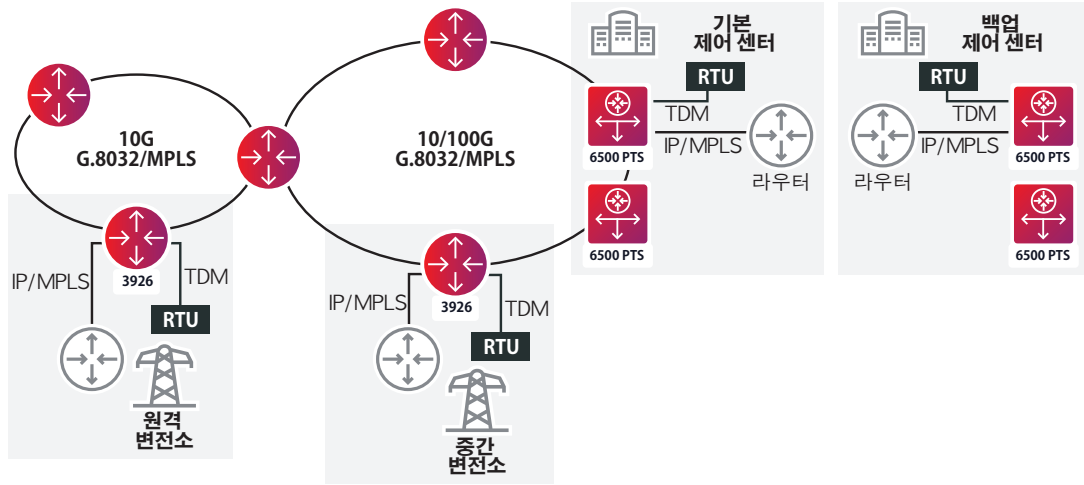 기본
제어 센터
RTU
TDM
IP/MPLS
6500 PTS
라우터
6500 PTS
백업
제어 센터
RTU
TDM
IP/MPLS
6500 PTS
라우터
6500 PTS
10G
G.8032/MPLS
10/100G
G.8032/MPLS
IP/MPLS
3926
TDM
RTU
원격
변전소
IP/MPLS
3926
TDM
RTU
중간
변전소